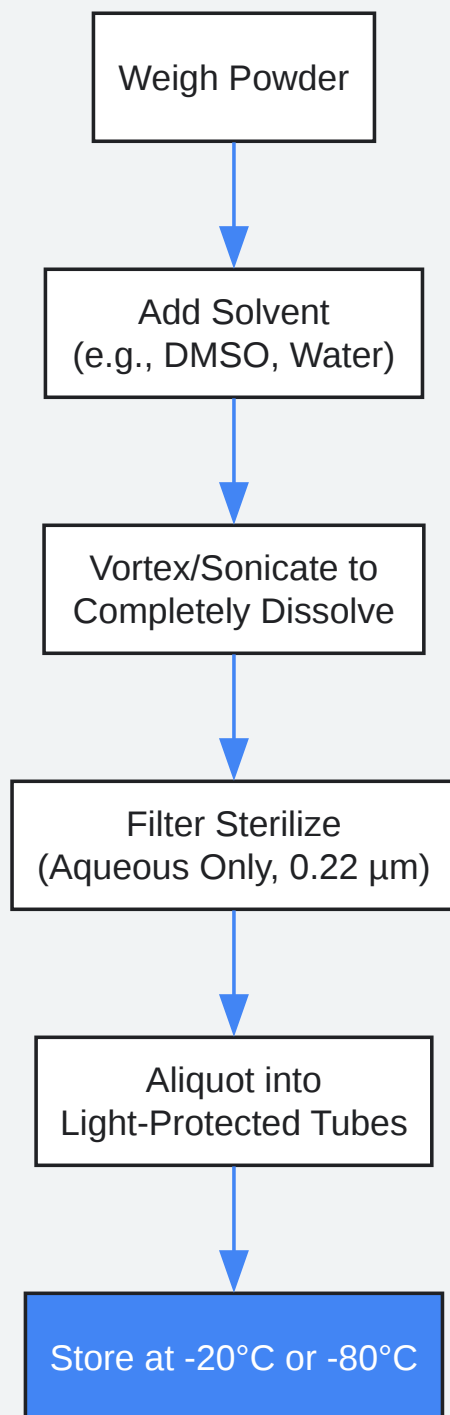 Weigh Powder
Add Solvent
(e.g., DMSO, Water)
Vortex/Sonicate to
Completely Dissolve
Filter Sterilize
(Aqueous Only, 0.22 µm)
Aliquot into
Light-Protected Tubes
Store at -20°C or -80°C